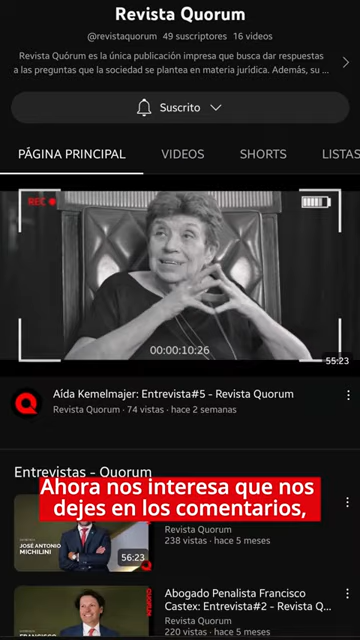 Revista Quorum
@revistaquorum 49 suscriptores 16 videos
Revista Quórum es la única publicación impresa que busca dar respuestas
a las preguntas que la sociedad se plantea en materia jurídica. Además, su ...
Suscrito
PÁGINA PRINCIPAL VIDEOS SHORTS LISTAS
REC
00:00:10:26
55:23
Aída Kemelmajer: Entrevista#5 - Revista Quorum
Revista Quorum · 74 vistas · hace 2 semanas
Entrevistas - Quorum
Ahora nos interesa que nos
dejes en los comentarios,
JOSÉ ANTONIO
MICHILINI
56:23
Revista Quorum
238 vistas · hace 5 meses
Abogado Penalista Francisco
Castex: Entrevista#2 - Revista Q...
Revista Quorum
220 vistas · hace 5 meses
FRANCISCO
QUORUM